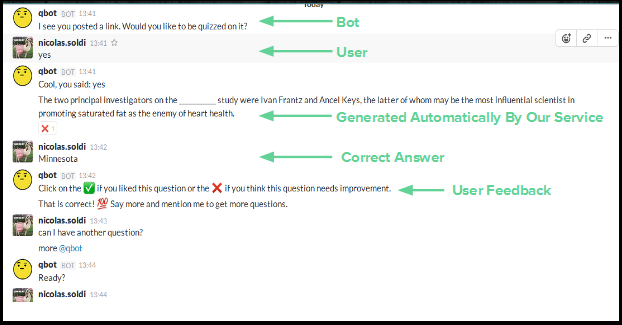 Today
qbot BOT 13:41
I see you posted a link. Would you like to be quizzed on it?
Bot
nicolas.soldi 13:41
yes
User
qbot BOT 13:41
Cool, you said: yes
The two principal investigators on the ________ study were Ivan Frantz and Ancel Keys, the latter of whom may be the most influential scientist in
promoting saturated fat as the enemy of heart health.
Generated Automatically By Our Service
1
nicolas.soldi 13:42
Minnesota
Correct Answer
qbot BOT 13:42
Click on the ✅ if you liked this question or the ❌ if you think this question needs improvement.
User Feedback
That is correct! 💯 Say more and mention me to get more questions.
nicolas.soldi 13:43
can I have another question?
more @qbot
qbot BOT 13:44
Ready?
nicolas.soldi 13:44